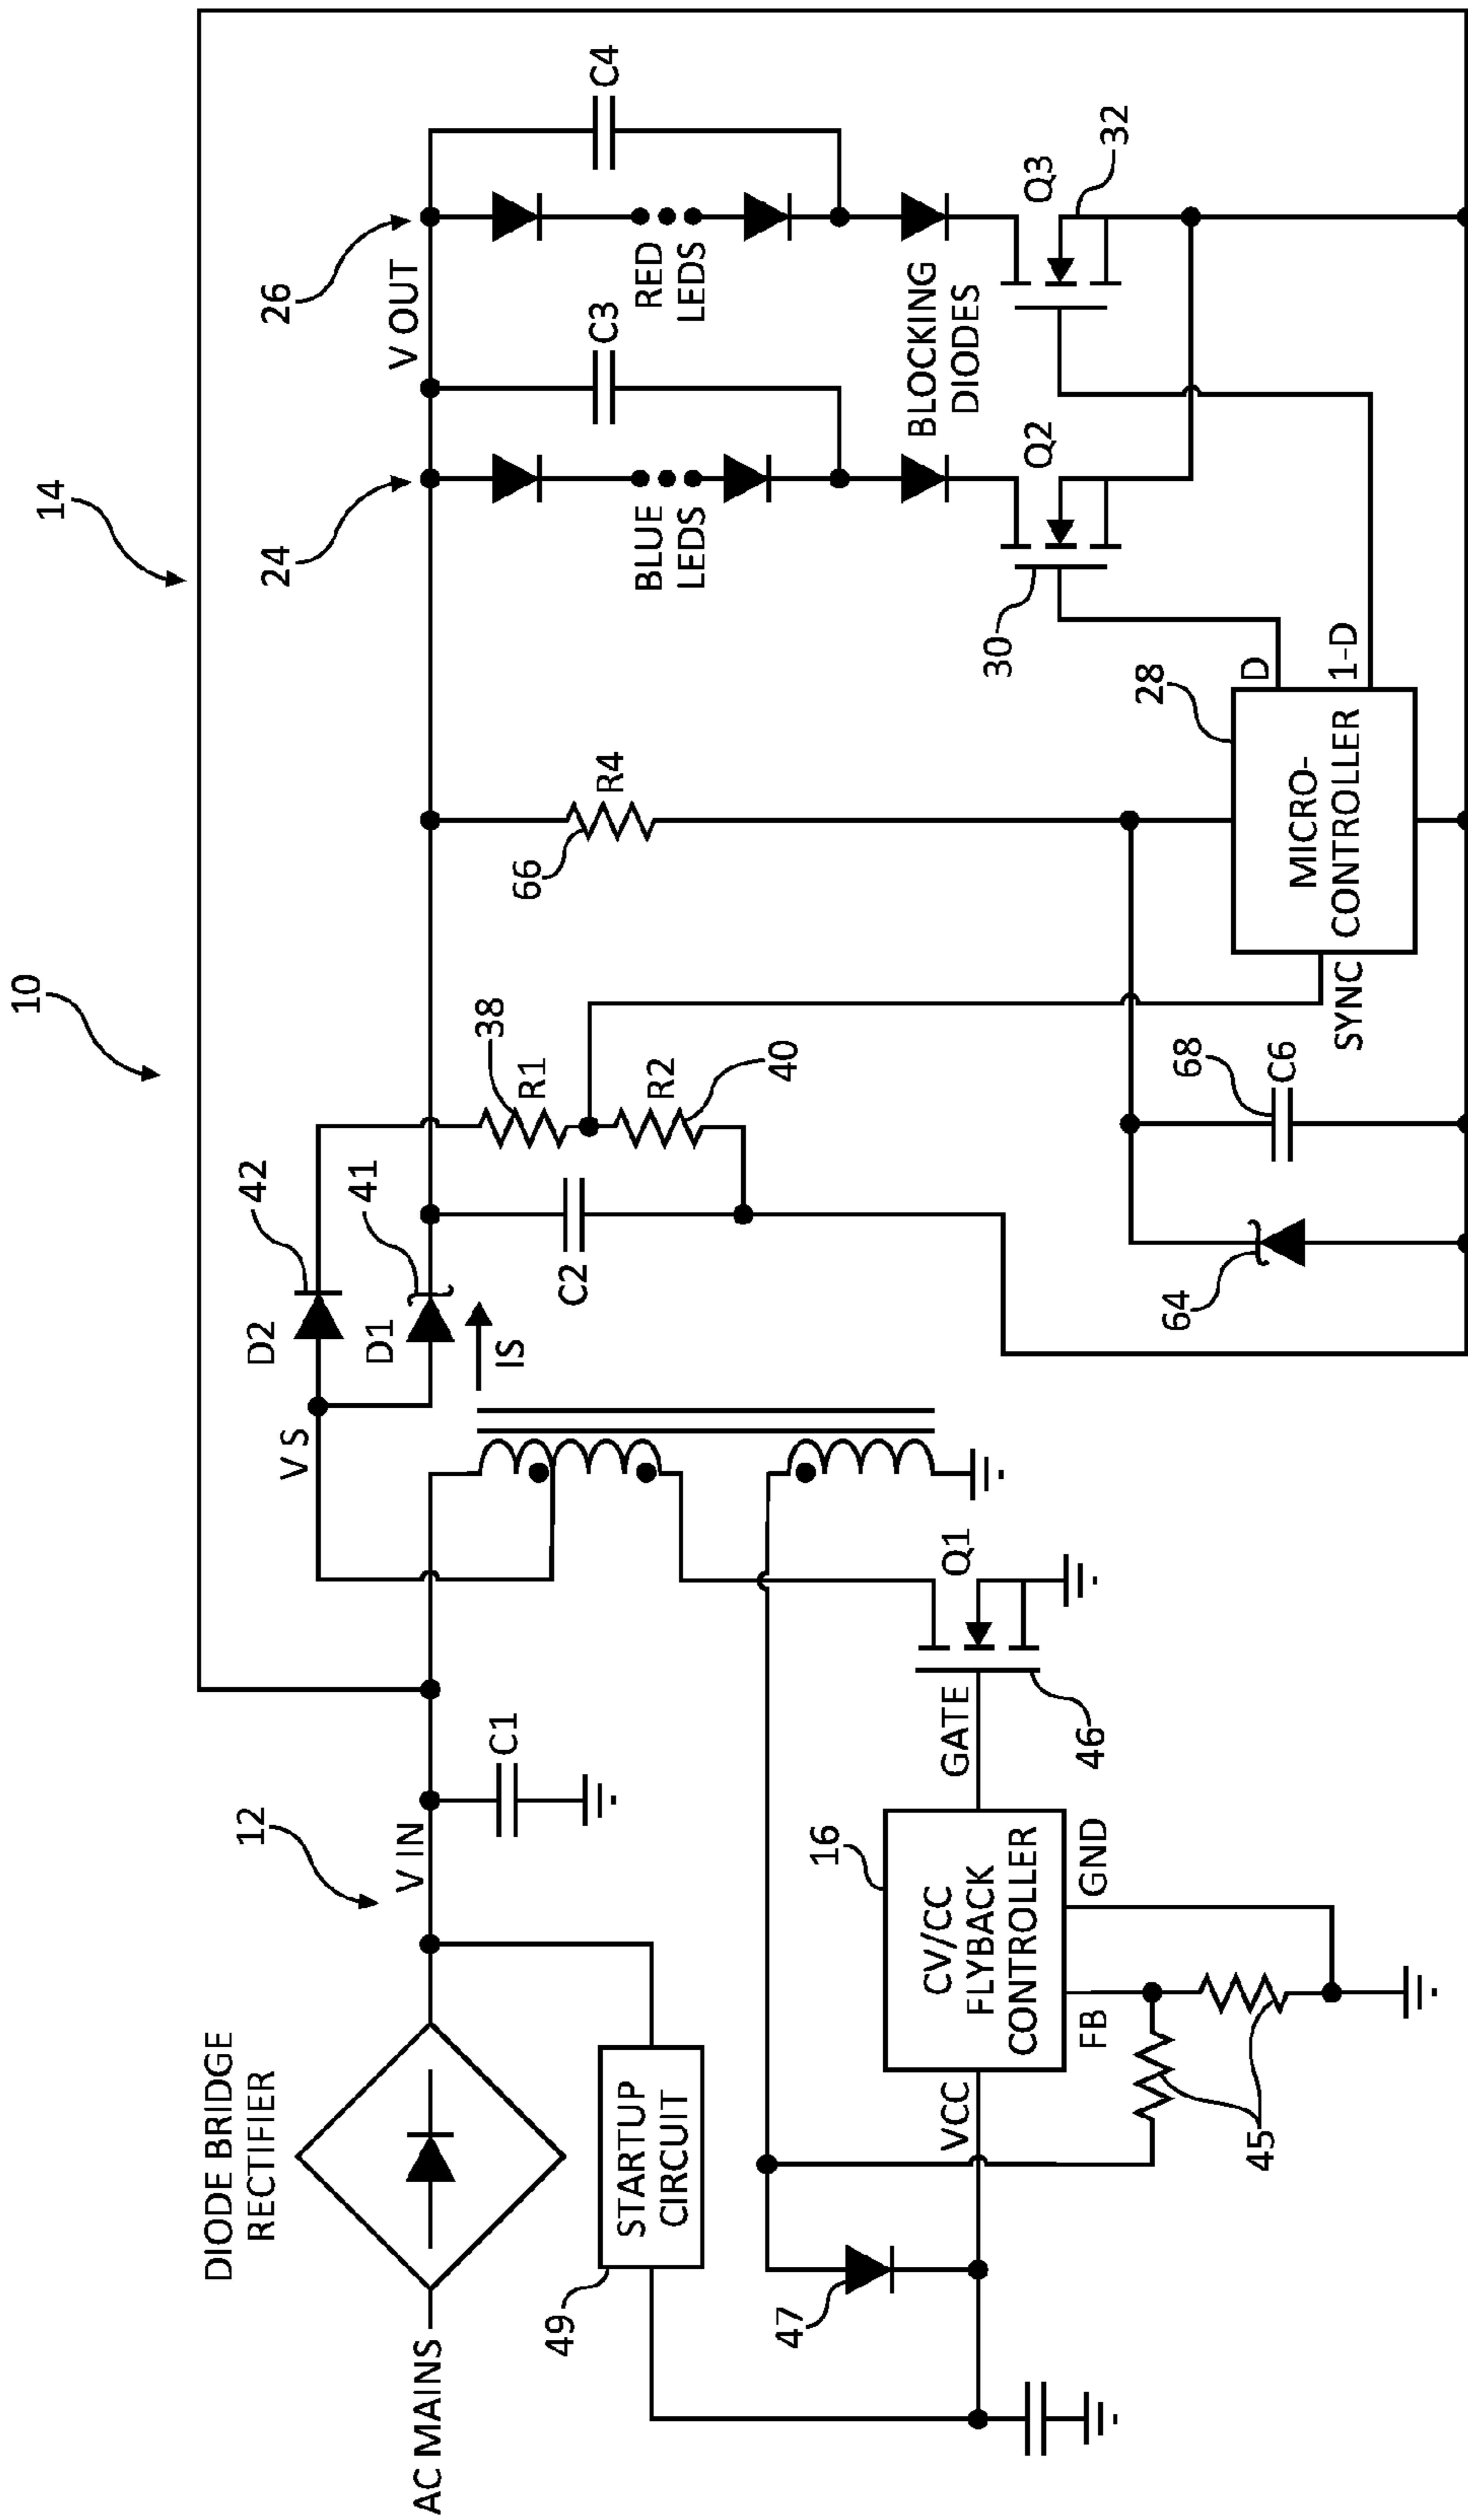 10
14
12
AC MAINS
DIODE BRIDGE
RECTIFIER
V IN
C1
STARTUP
CIRCUIT
49
47
VCC
CV/CC
FLYBACK
CONTROLLER
16
FB
GND
45
GATE
Q1
46
V S
D2
42
D1
41
IS
C2
R1
38
R2
40
64
C6
68
SYNC
MICRO-
CONTROLLER
28
D
1-D
R4
66
24
V OUT
26
BLUE
LEDS
C3
RED
LEDS
C4
BLOCKING
DIODES
30
Q2
Q3
32